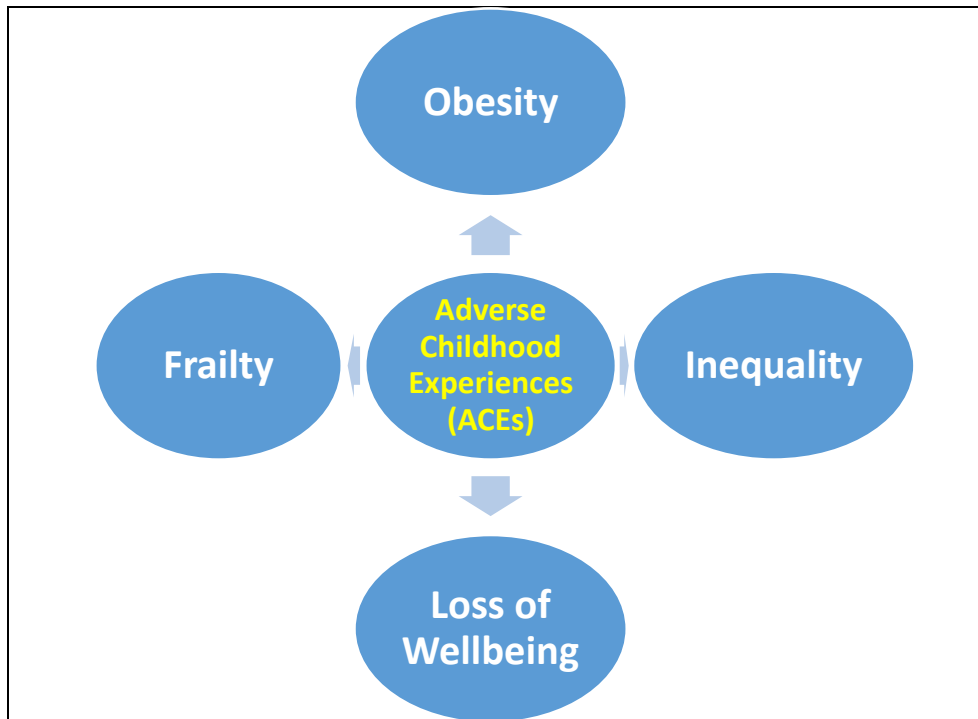 Obesity
Frailty
Adverse
Childhood
Experiences
(ACEs)
Inequality
Loss of
Wellbeing